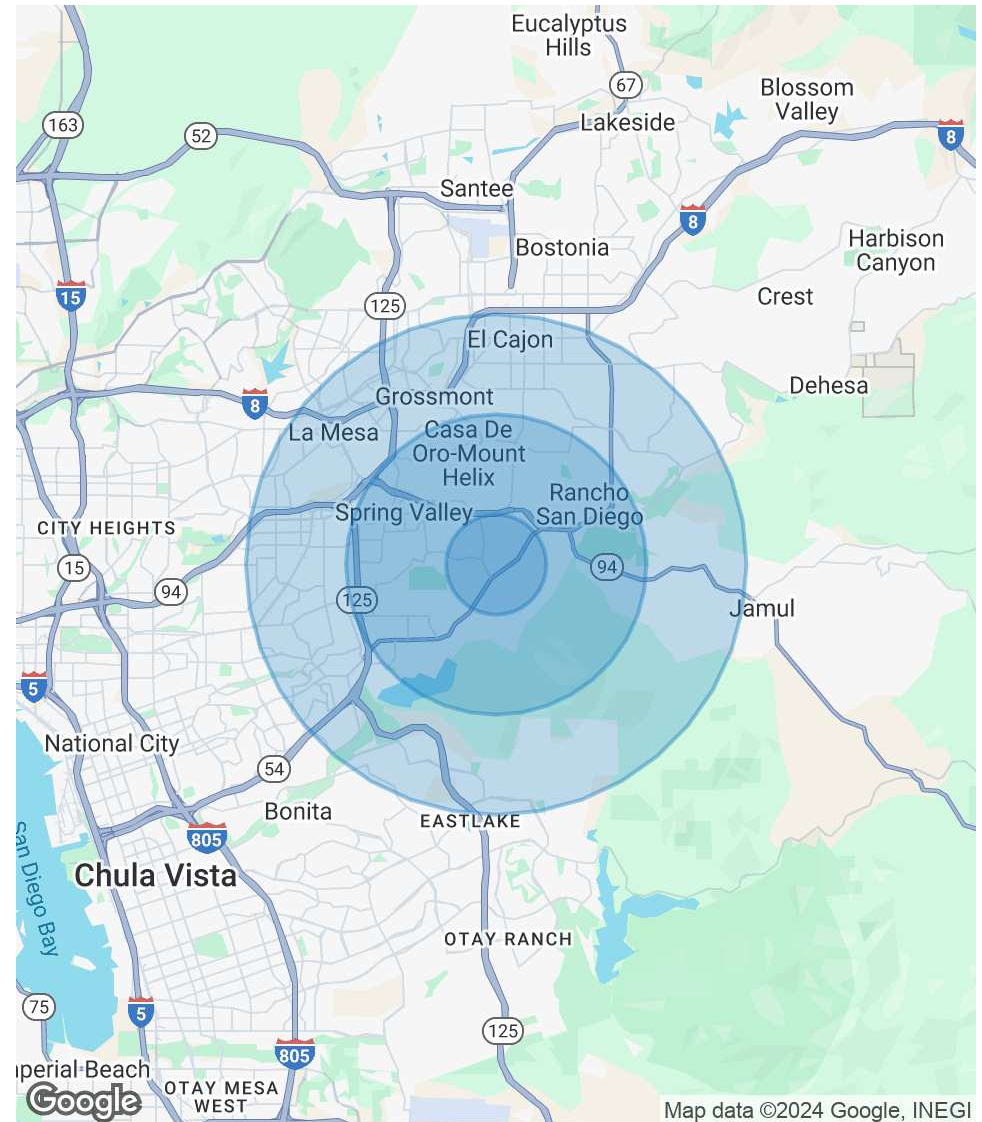 Eucalyptus
Hills
67
Blossom
Valley
163
52
Lakeside
8
Santee
8
Bostonia
Harbison
Canyon
15
125
Crest
El Cajon
Dehesa
8
Grossmont
La Mesa
Casa De
Oro-Mount
Helix
Rancho
San Diego
Spring Valley
CITY HEIGHTS
15
94
94
125
Jamul
5
National City
54
Bonita
EASTLAKE
805
Chula Vista
San Diego Bay
OTAY RANCH
75
5
125
805
nperial Beach
OTAY MESA
WEST
Google
Map data ©2024 Google, INEGI